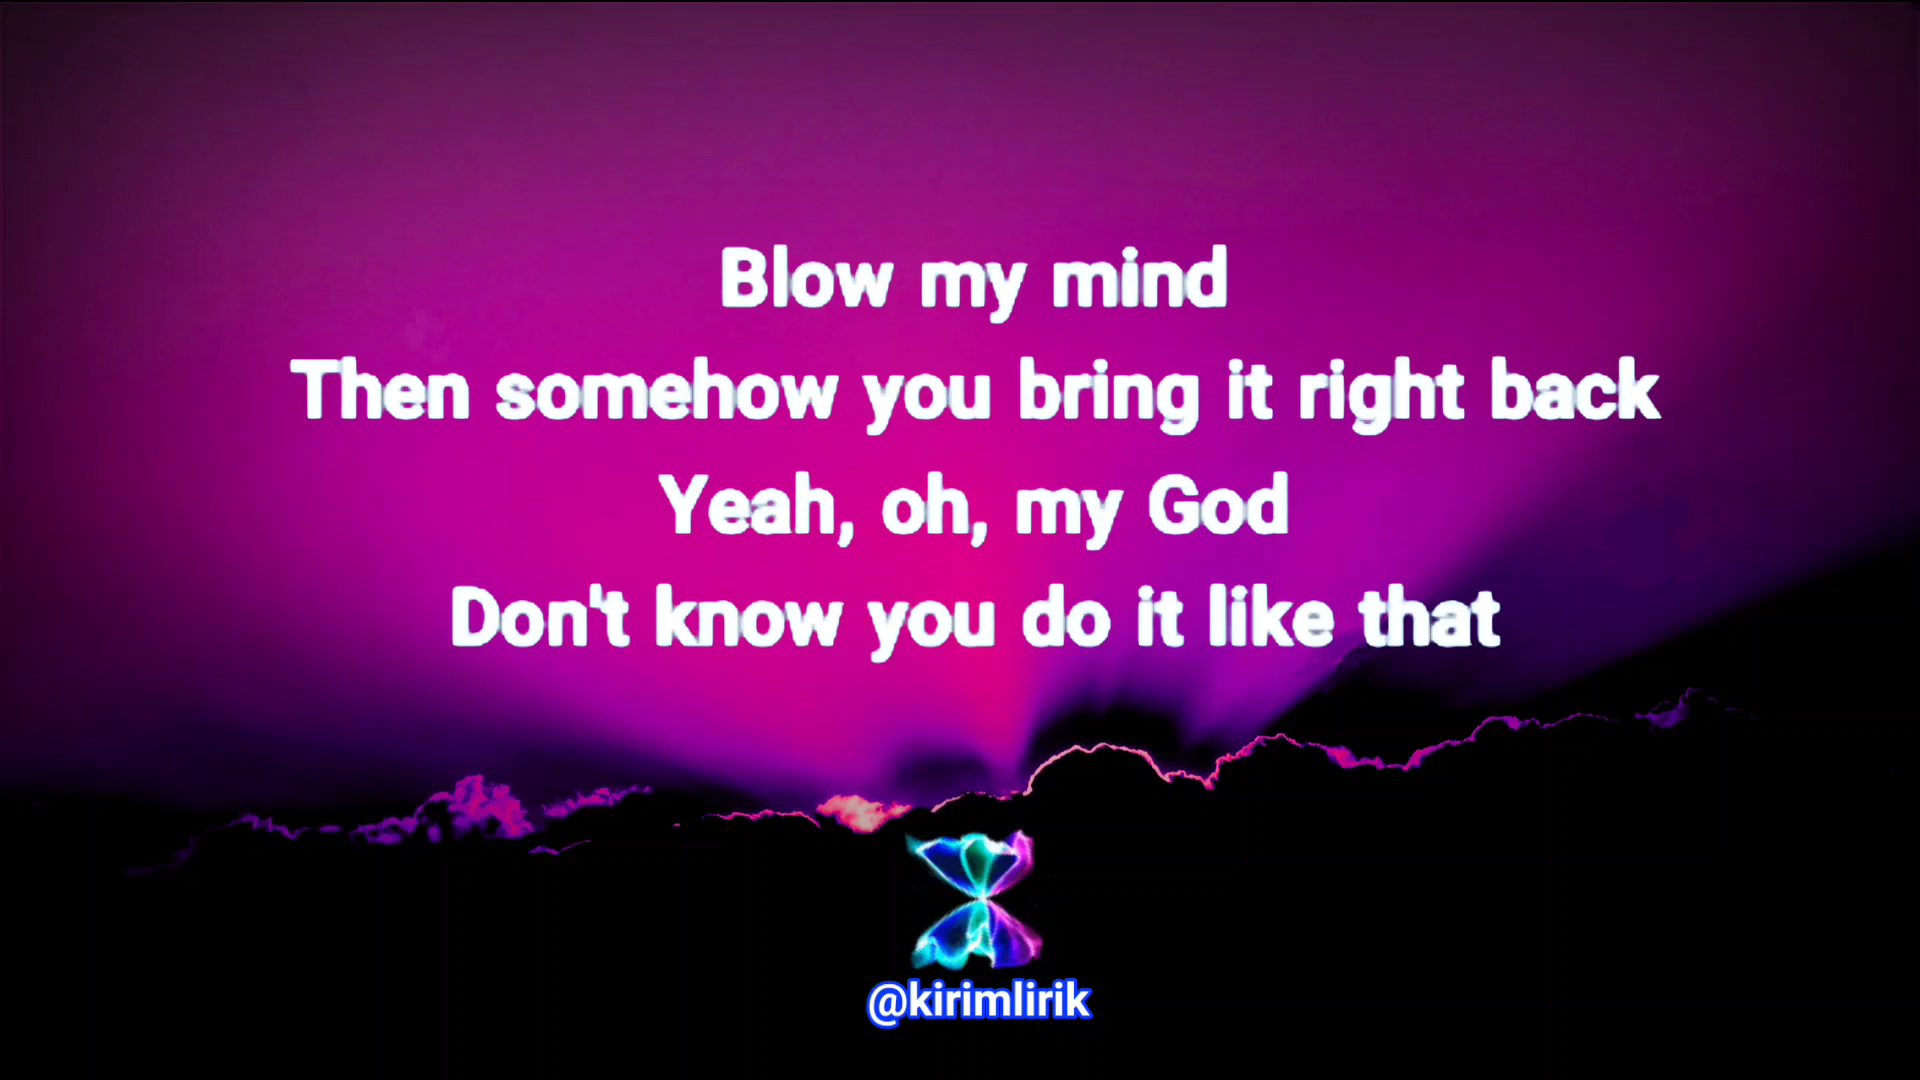 Blow my mind
Then somehow you bring it right back
Yeah, oh, my God
Don't know you do it like that
@kirimlirik